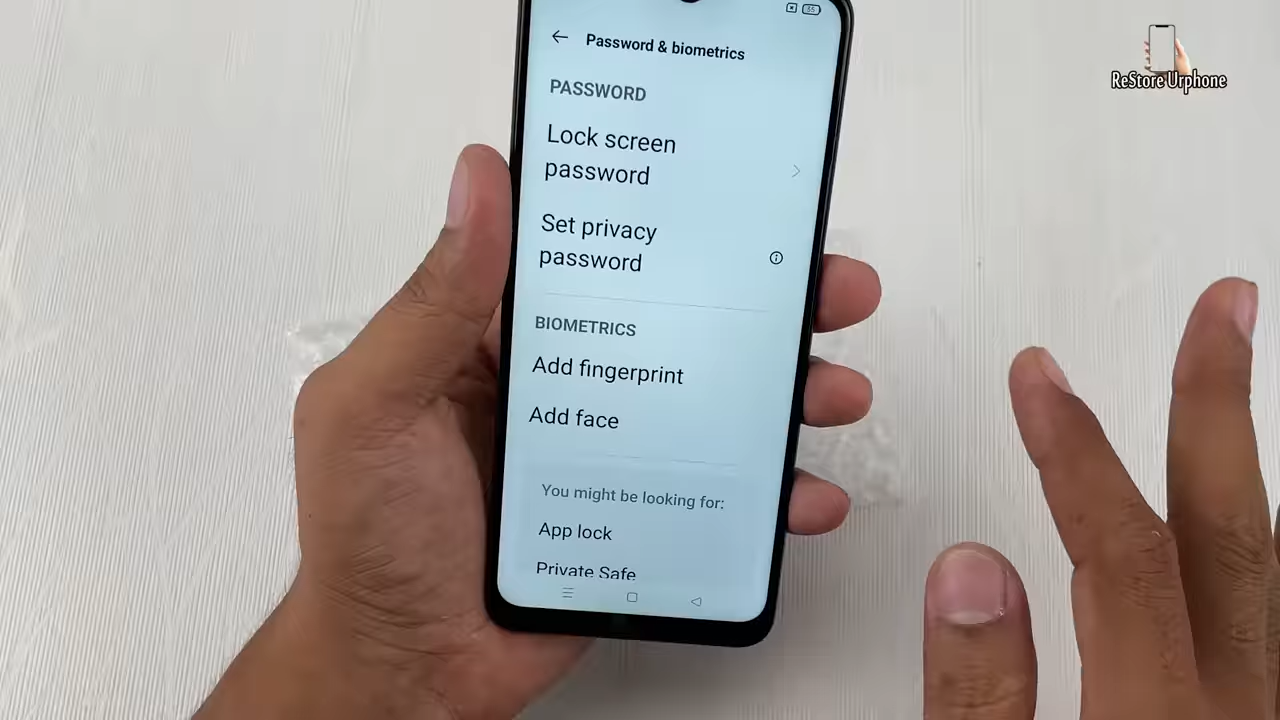 35
Password & biometrics
PASSWORD
Lock screen
password
Set privacy
password
BIOMETRICS
Add fingerprint
Add face
You might be looking for:
App lock
Private Safe
ReStore Urphone